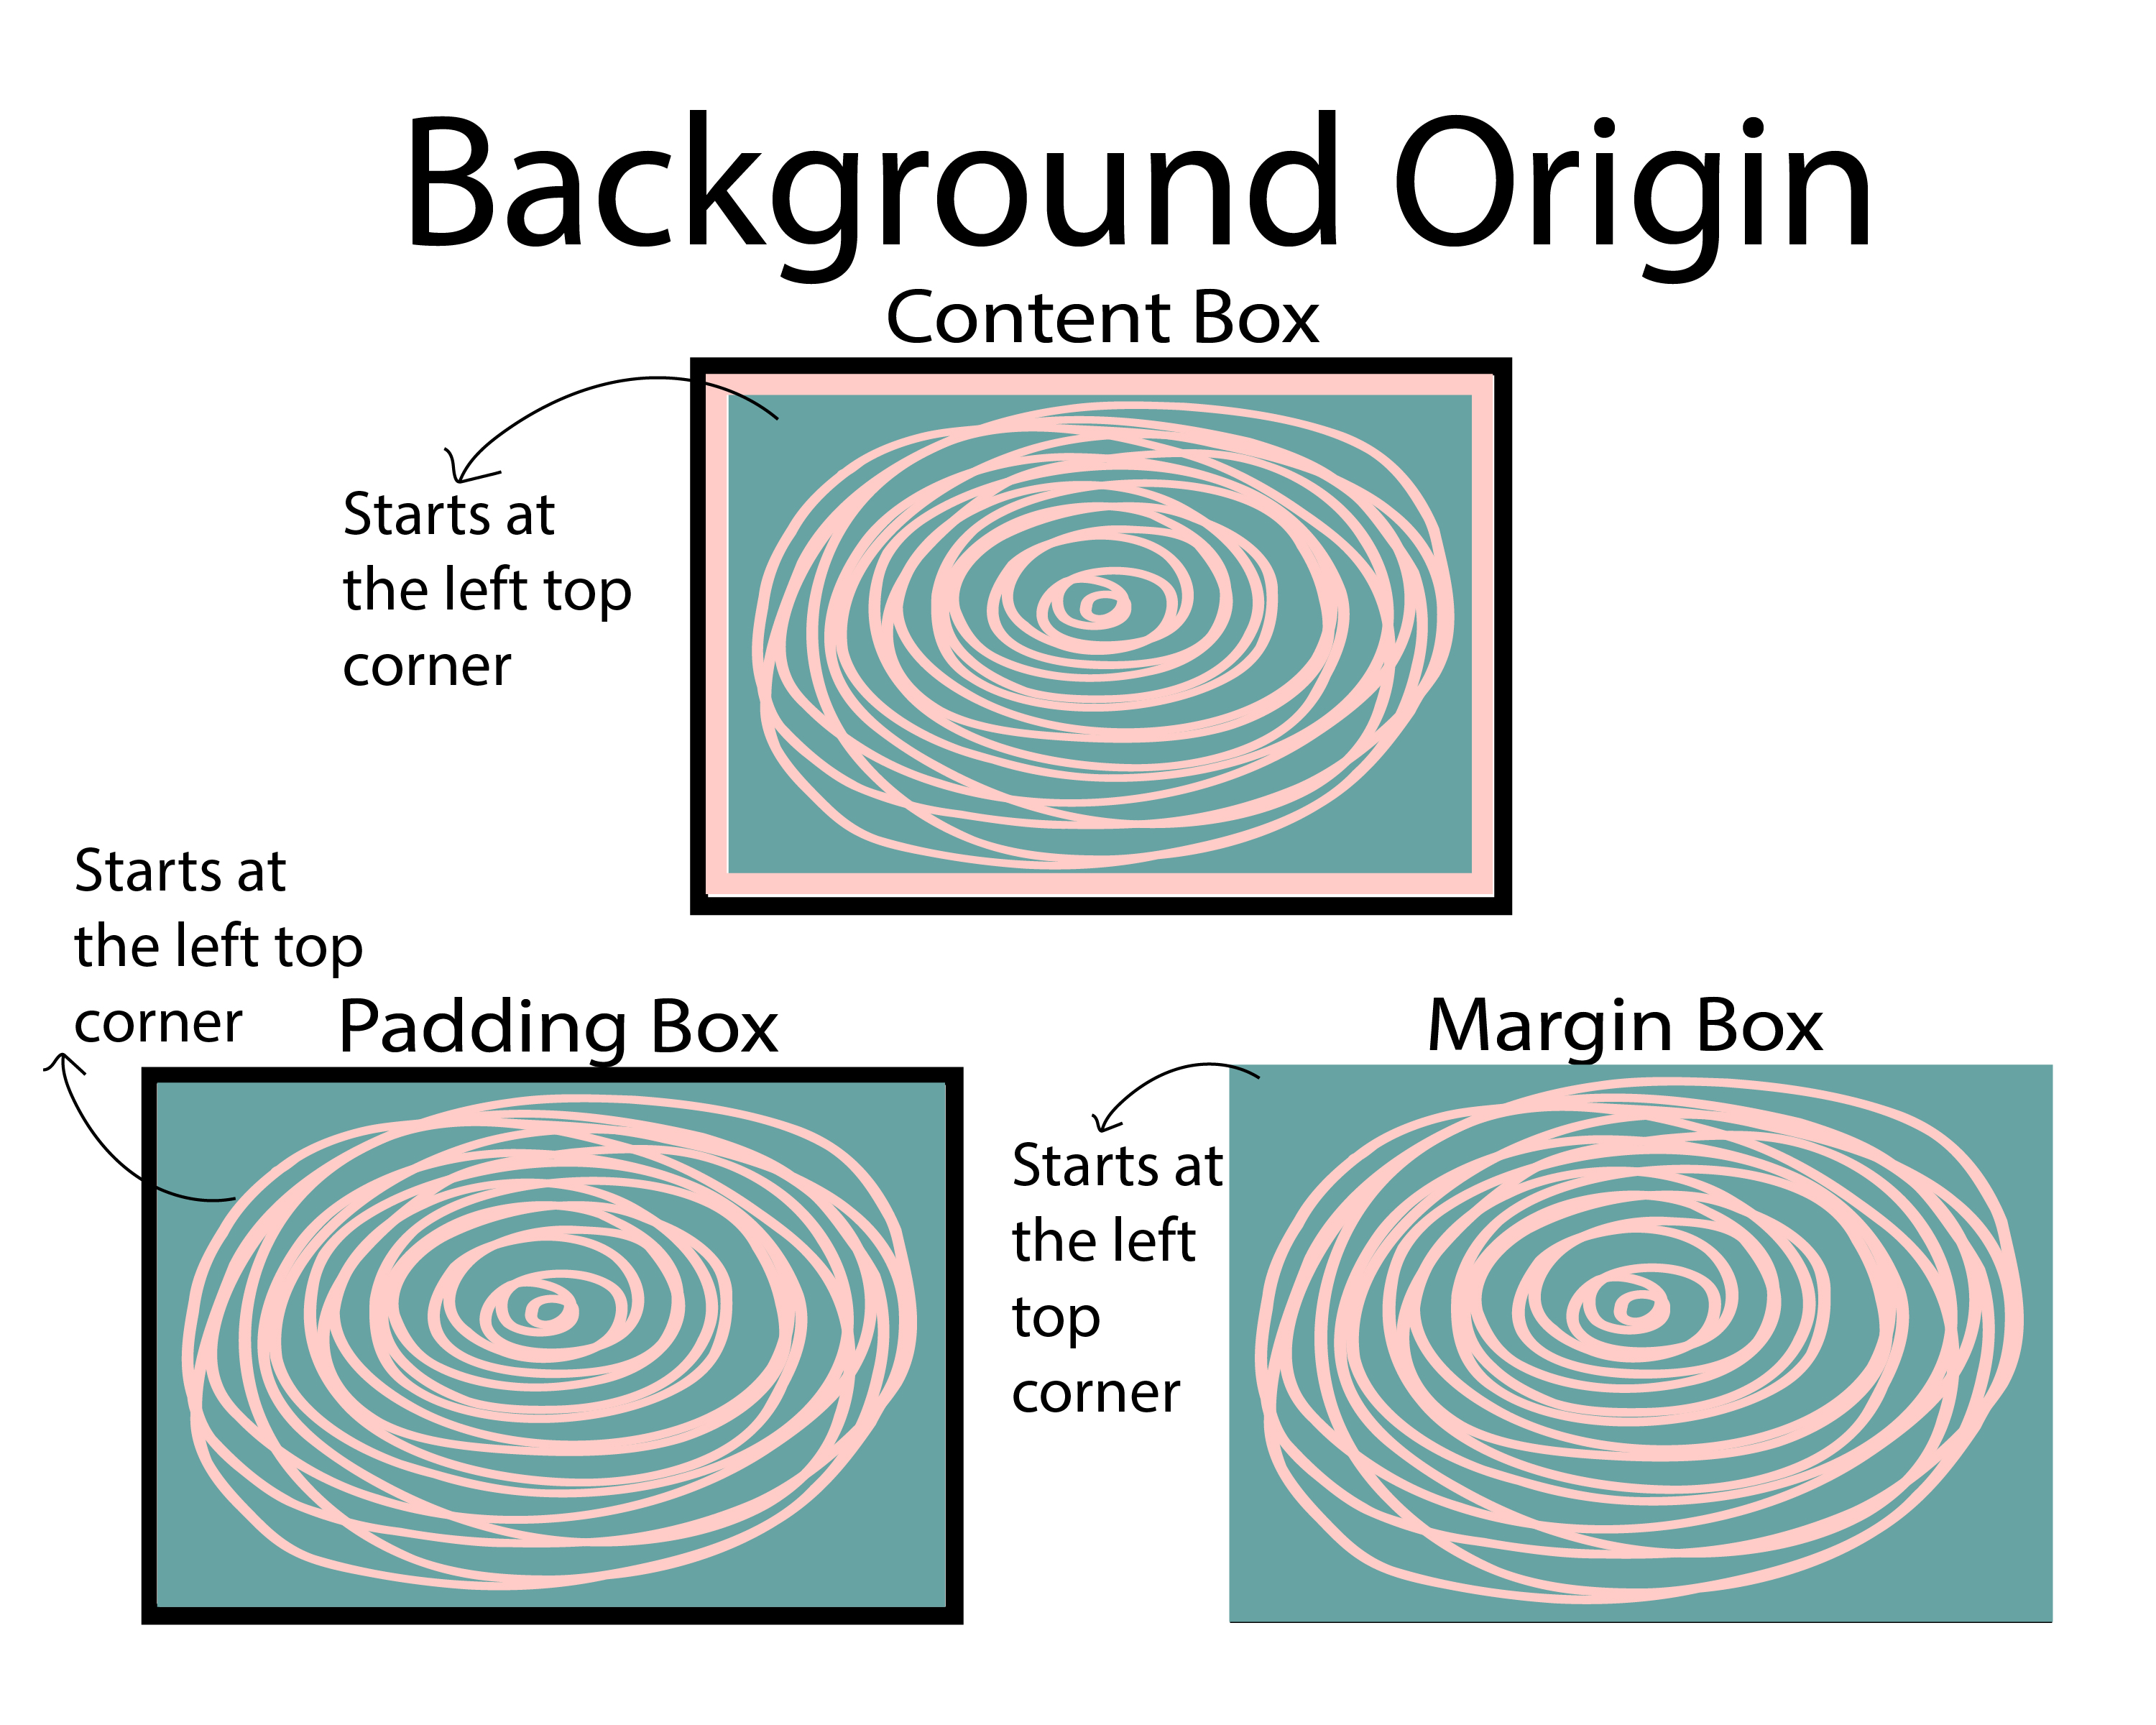 Background Origin
Content Box
Starts at
the left top
corner
Starts at
the left top
corner
Padding Box
Margin Box
Starts at
the left
top
corner